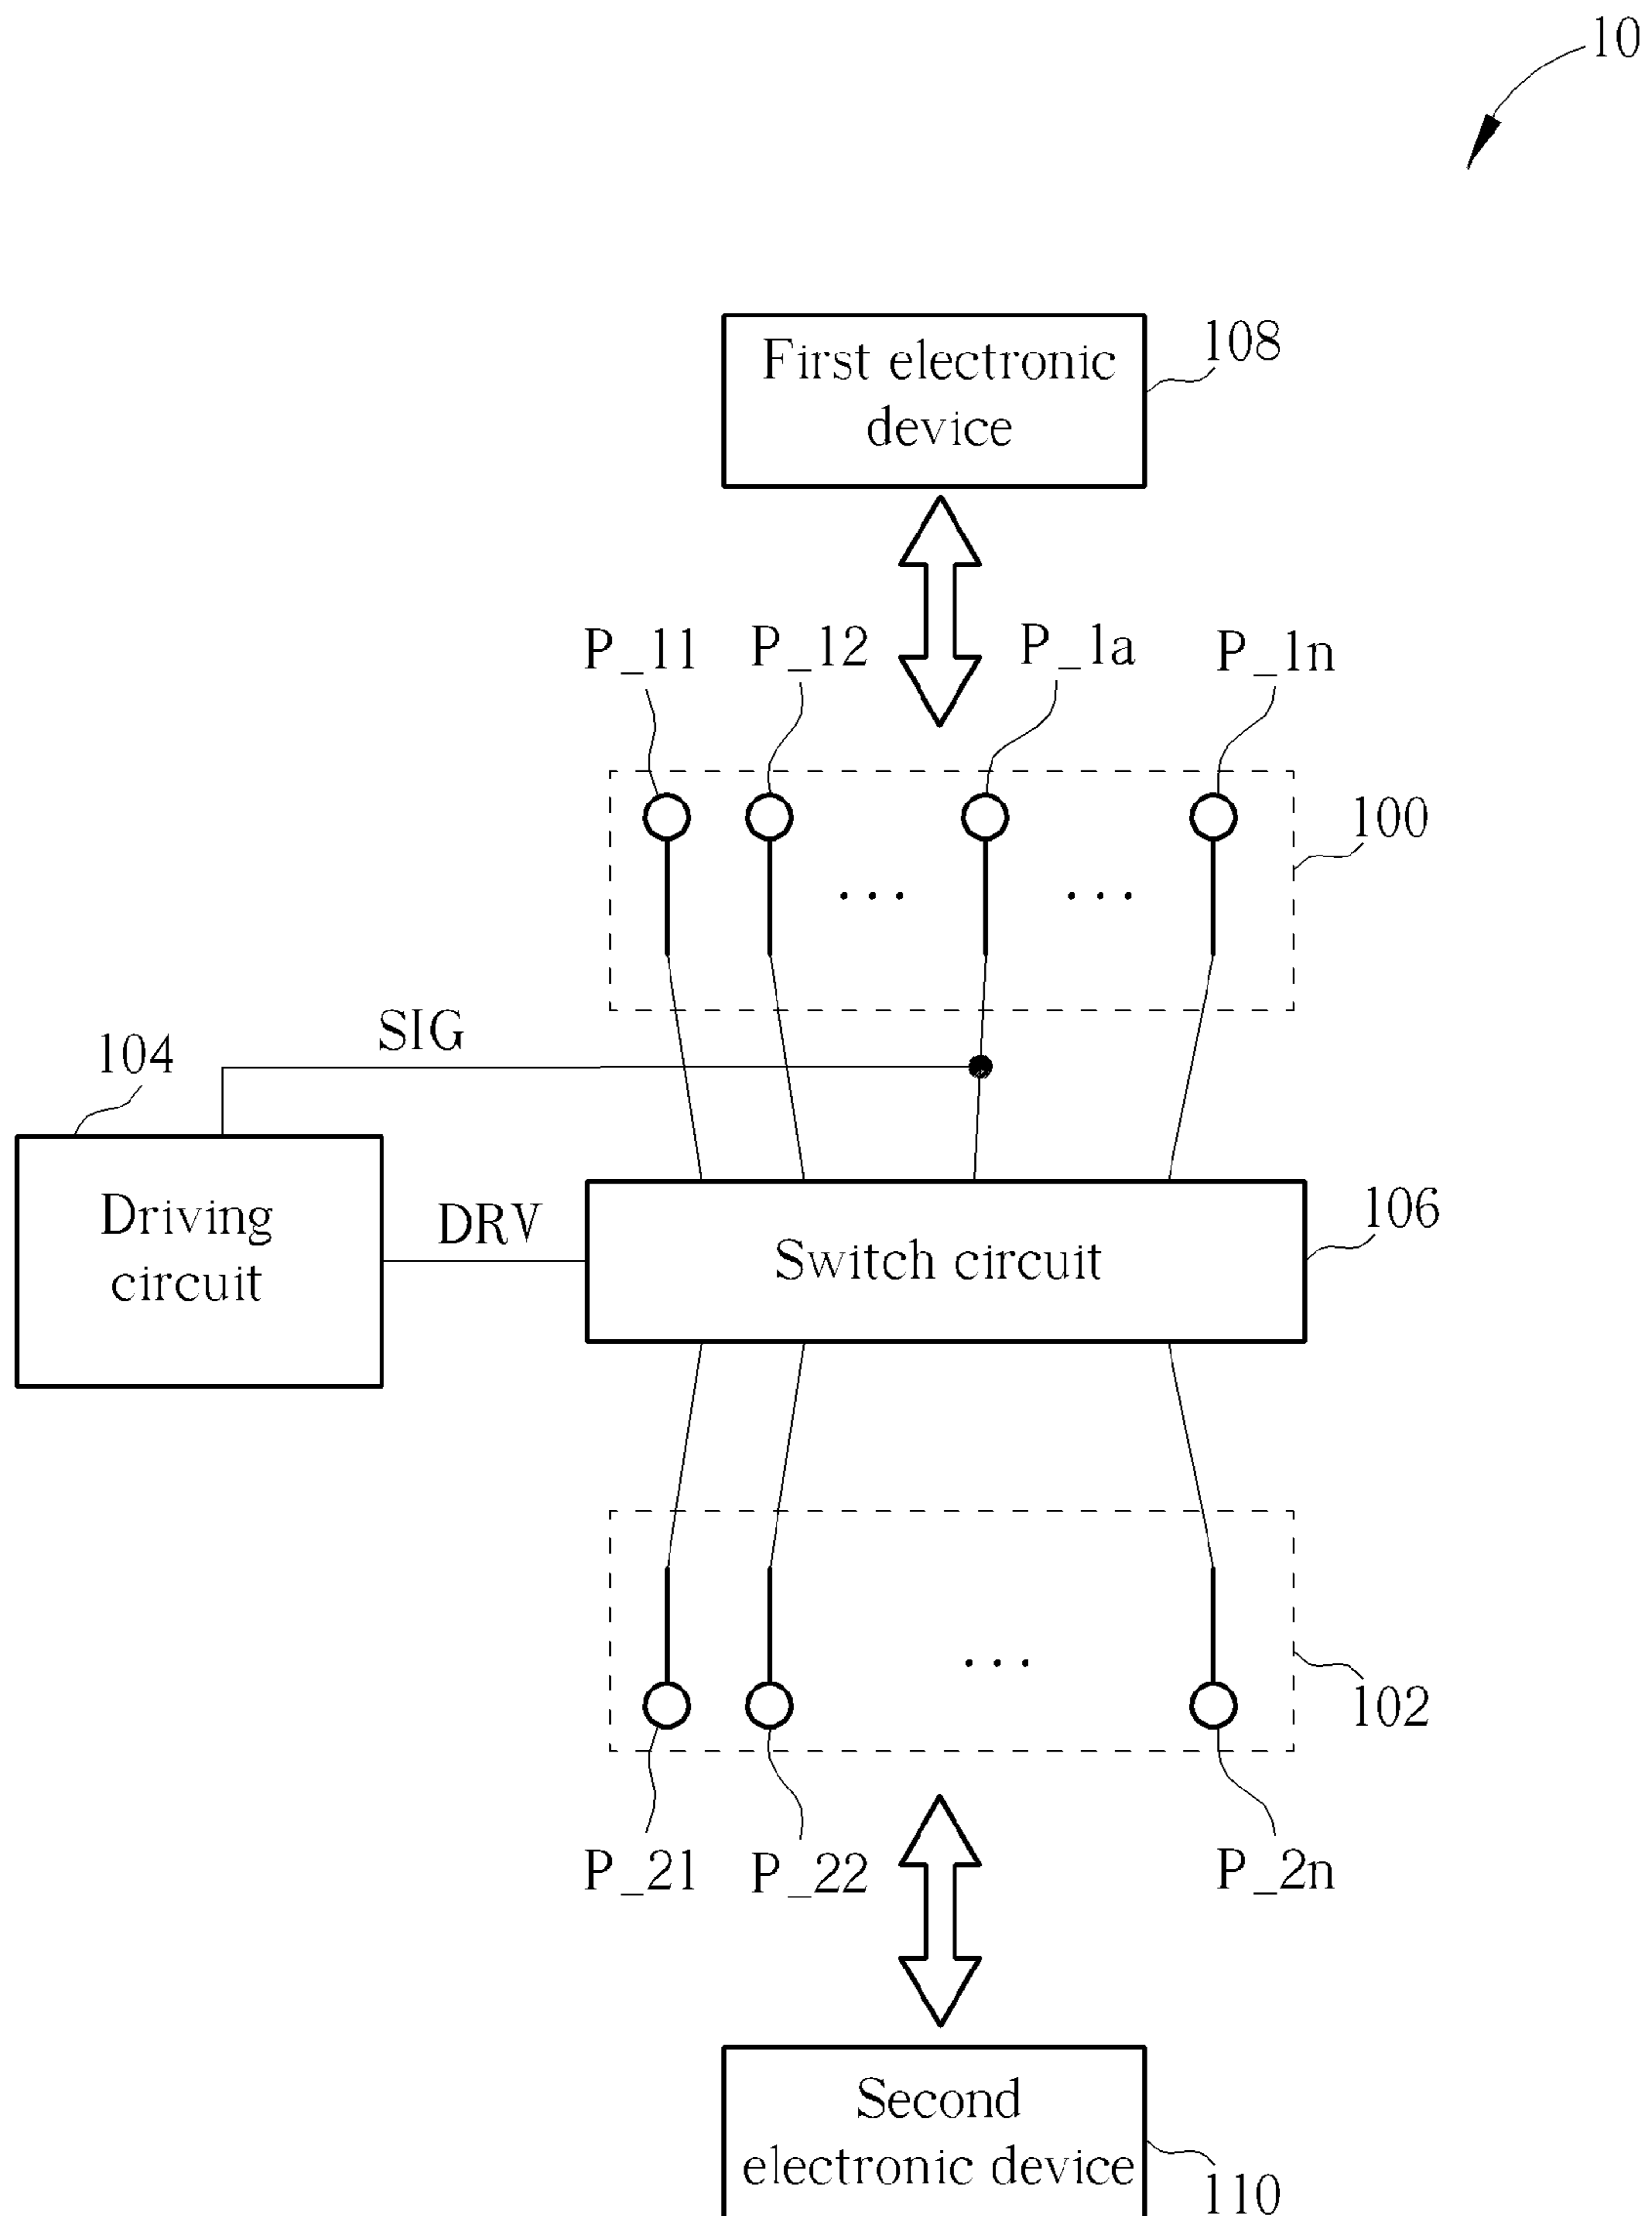 10
First electronic
device
108
P_11
P_12
P_1a
P_1n
100
SIG
104
Driving
circuit
DRV
Switch circuit
106
102
P_21
P_22
P_2n
Second
electronic device
110